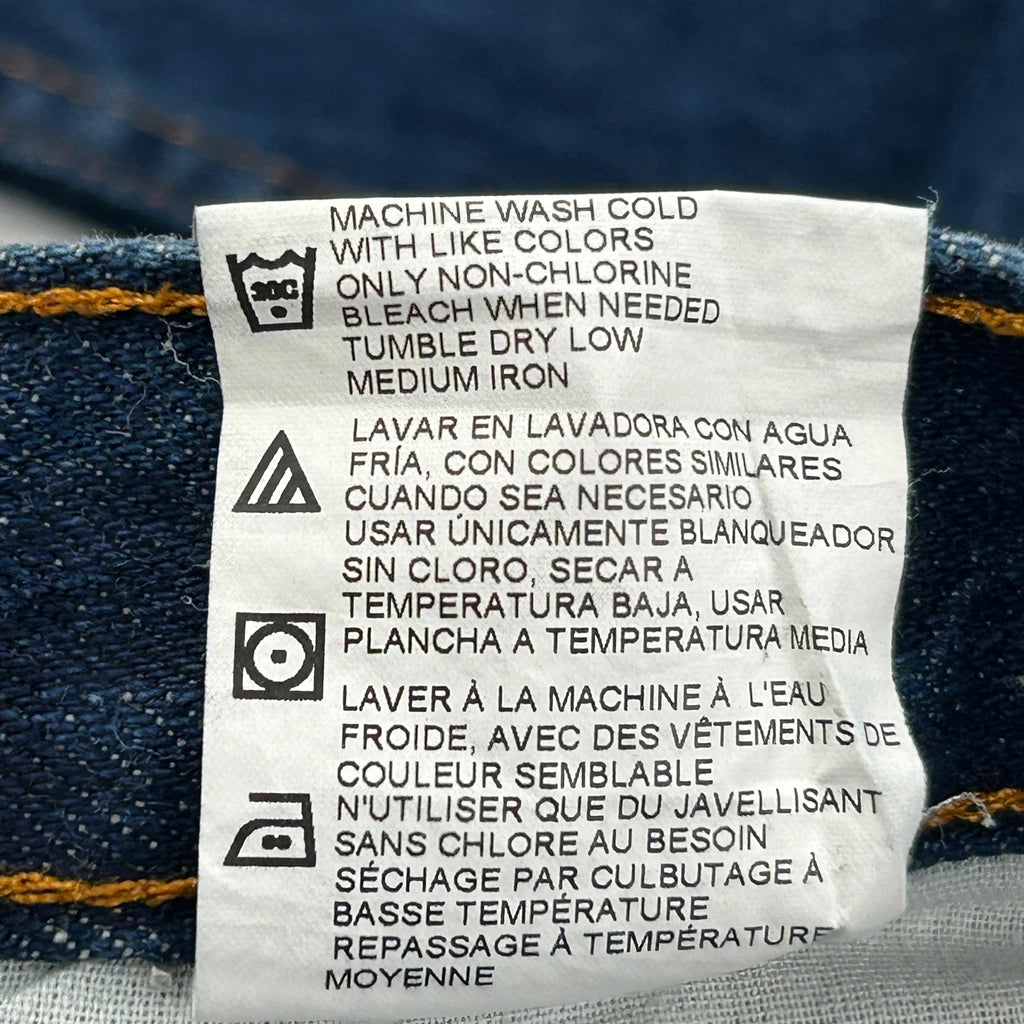 MACHINE WASH COLD
WITH LIKE COLORS
30C
ONLY NON-CHLORINE
BLEACH WHEN NEEDED
TUMBLE DRY LOW
MEDIUM IRON
LAVAR EN LAVADORA CON AGUA
FRÍA, CON COLORES SIMILARES
CUANDO SEA NECESARIO
USAR ÚNICAMENTE BLANQUEADOR
SIN CLORO, SECAR A
TEMPERATURA BAJA, USAR
PLANCHA A TEMPERATURA MEDIA
LAVER À LA MACHINE À L'EAU
FROIDE, AVEC DES VÊTEMENTS DE
COULEUR SEMBLABLE
N'UTILISER QUE DU JAVELLISANT
SANS CHLORE AU BESOIN
SÉCHAGE PAR CULBUTAGE À
BASSE TEMPÉRATURE
REPASSAGE À TEMPÉRATURE
MOYENNE